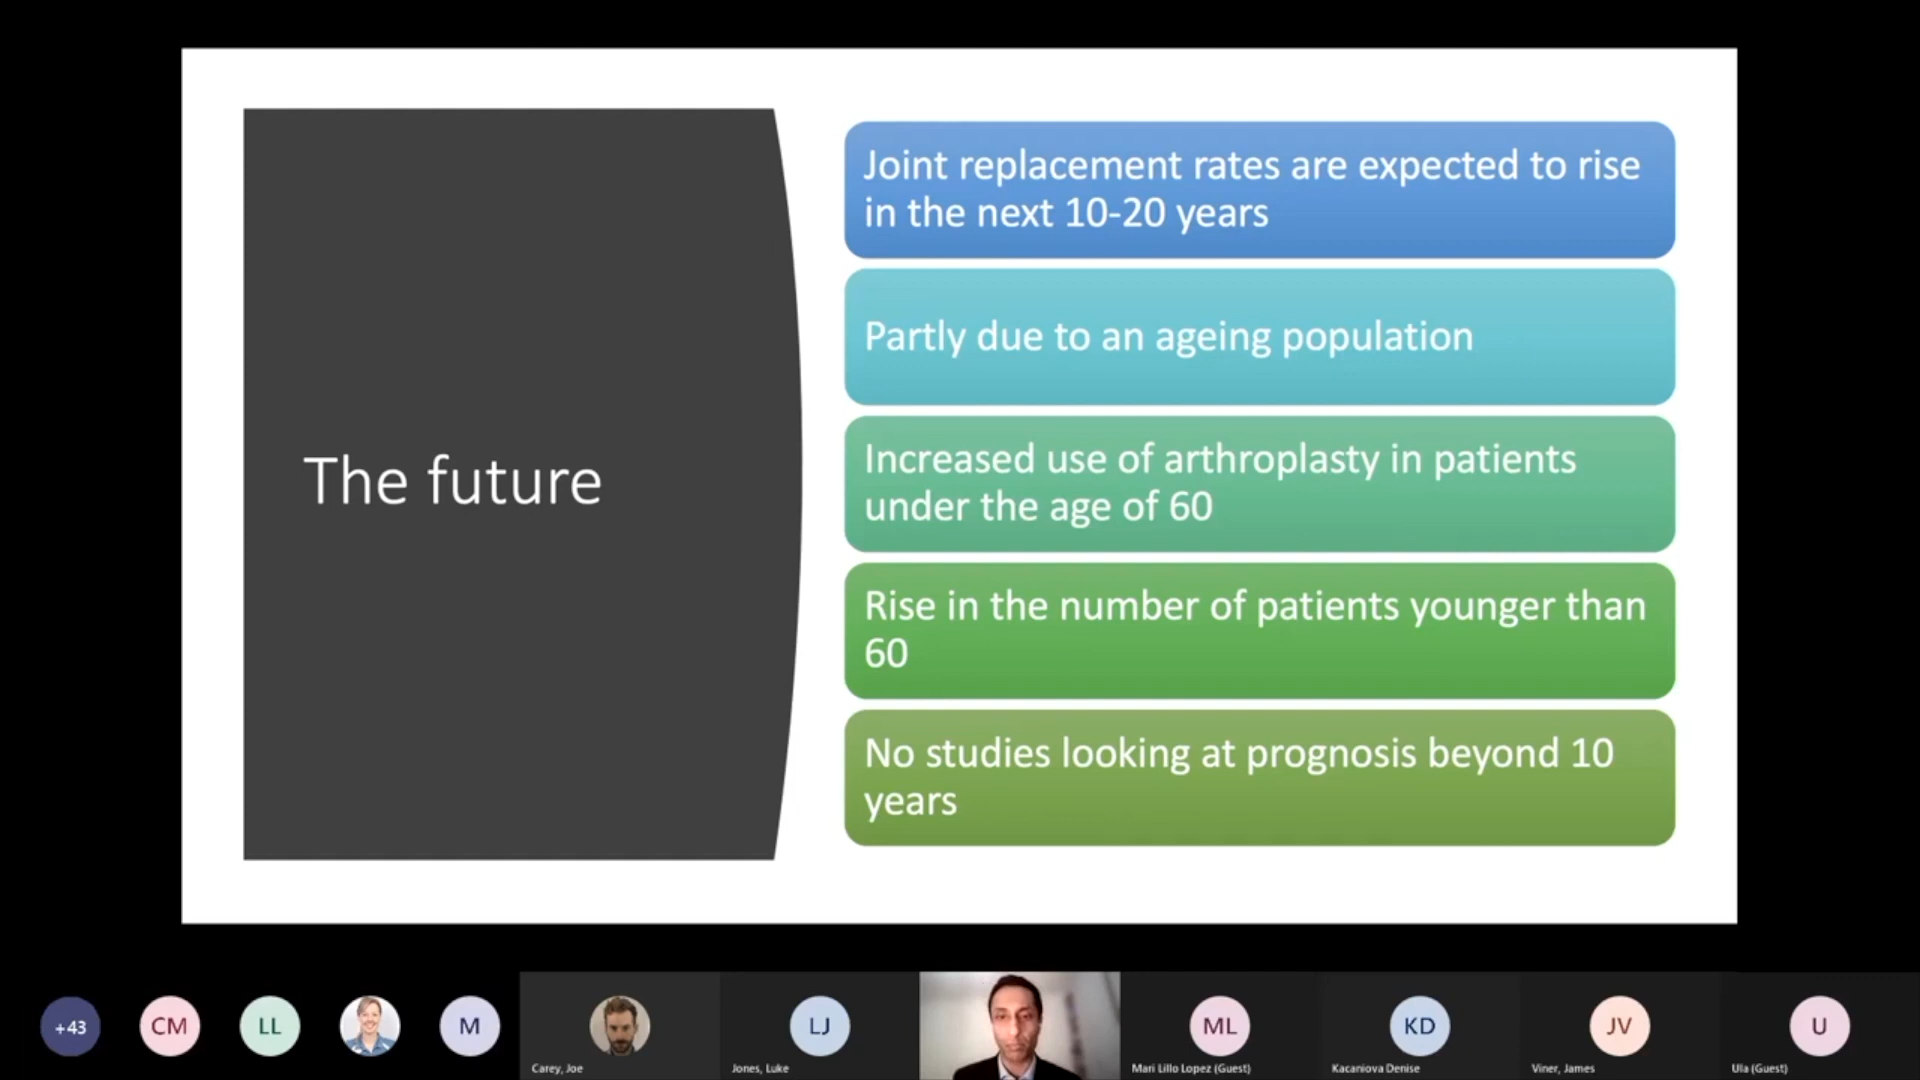 The future
Joint replacement rates are expected to rise
in the next 10-20 years
Partly due to an ageing population
Increased use of arthroplasty in patients
under the age of 60
Rise in the number of patients younger than
60
No studies looking at prognosis beyond 10
years
+43
CM
LL
M
Carey, Joe
LJ
Jones, Luke
ML
Mari Lillo Lopez (Guest)
KD
Kacaniova Denise
JV
Viner, James
U
Ula (Guest)